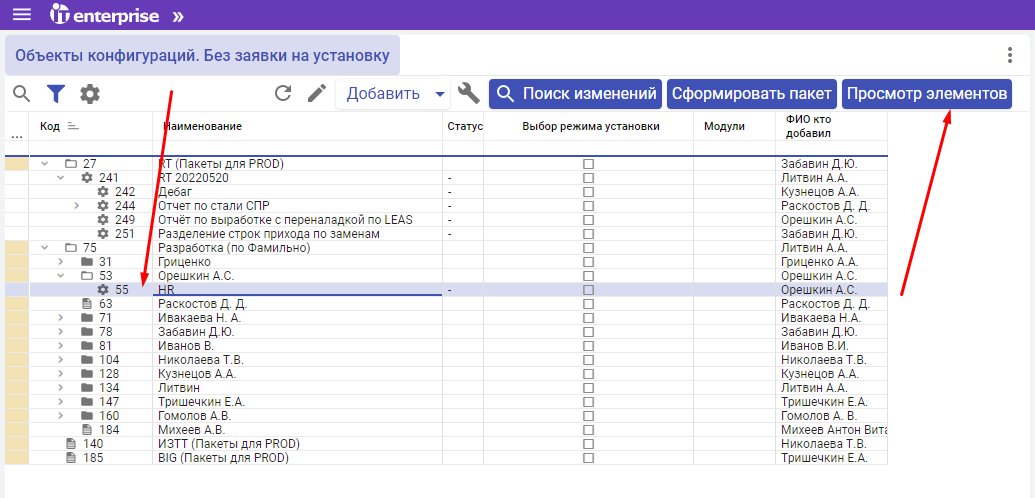 it enterprise »
Объекты конфигураций. Без заявки на установку
Добавить Поиск изменений Сформировать пакет Просмотр элементов
... Код Наименование Статус Выбор режима установки Модули ФИО кто добавил
27 RT (Пакеты для PROD) Забавин Д.Ю.
241 RT 20220520 - Литвин А.А.
242 Дебаг - Кузнецов А.А.
244 Отчет по стали СПР - Раскостов Д. Д.
249 Отчёт по выработке с переналадкой по LEAS - Орешкин А.С.
251 Разделение строк прихода по заменам - Забавин Д.Ю.
75 Разработка (по Фамильно) Литвин А.А.
31 Гриценко Гриценко А.А.
53 Орешкин А.С. Орешкин А.С.
55 HR - Орешкин А.С.
63 Раскостов Д. Д. Раскостов Д. Д.
71 Ивакаева Н. А. Ивакаева Н.А.
78 Забавин Д.Ю. Забавин Д.Ю.
81 Иванов В. Иванов В.И.
104 Николаева Т.В. Николаева Т.В.
128 Кузнецов А.А. Кузнецов А.А.
134 Литвин Литвин А.А.
147 Тришечкин Е.А. Тришечкин Е.А.
160 Гомолов А.В. Гомолов А. В.
184 Михеев А.В. Михеев Антон Вита
140 ИЗТТ (Пакеты для PROD) Николаева Т.В.
185 BIG (Пакеты для PROD) Тришечкин Е.А.